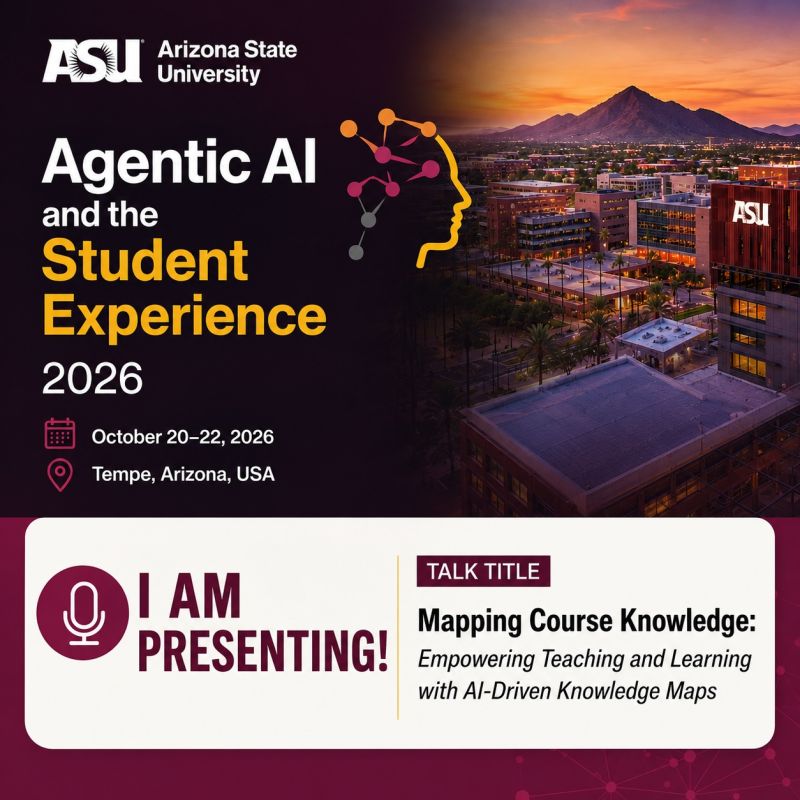 ASU Arizona State
University
Agentic AI
and the
Student
Experience
2026
October 20–22, 2026
Tempe, Arizona, USA
ASU
I AM
PRESENTING!
TALK TITLE
Mapping Course Knowledge:
Empowering Teaching and Learning
with AI-Driven Knowledge Maps